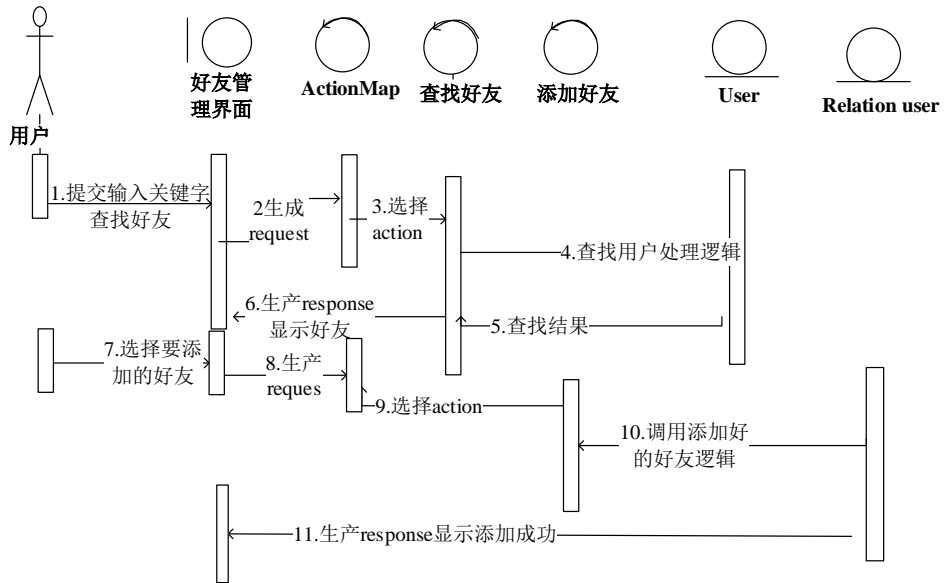 用户
好友管
理界面
ActionMap
查找好友
添加好友
User
Relation user
1.提交输入关键字
查找好友
2生成
request
3.选择
action
4.查找用户处理逻辑
5.查找结果
6.生产response
显示好友
7.选择要添
加的好友
8.生产
reques
9.选择action
10.调用添加好
的好友逻辑
11.生产response显示添加成功